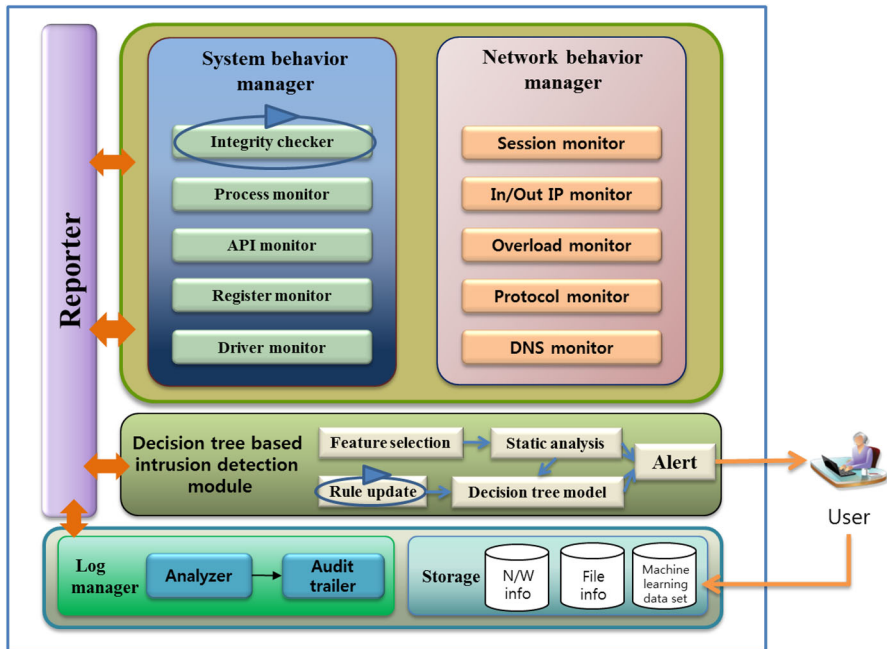 Reporter
System behavior
manager
Integrity checker
Process monitor
API monitor
Register monitor
Driver monitor
Network behavior
manager
Session monitor
In/Out IP monitor
Overload monitor
Protocol monitor
DNS monitor
Decision tree based
intrusion detection
module
Feature selection
Static analysis
Rule update
Decision tree model
Alert
User
Log
manager
Analyzer
Audit
trailer
Storage
N/W
info
File
info
Machine
learning
data set